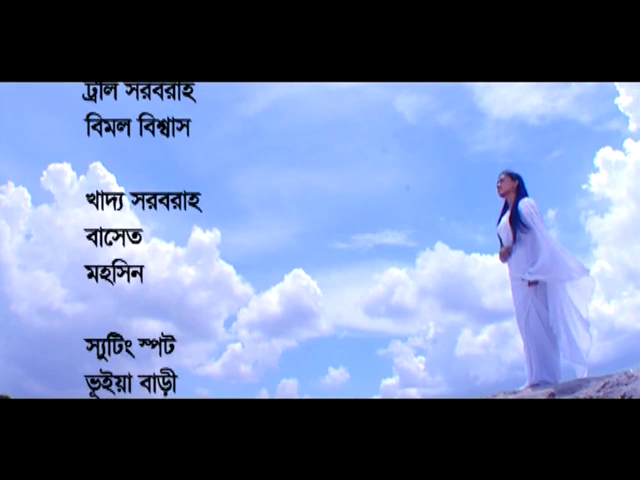 ট্রলি সরবরাহ
বিমল বিশ্বাস
খাদ্য সরবরাহ
বাসেত
মহসিন
স্যুটিং স্পট
ভূইয়া বাড়ী